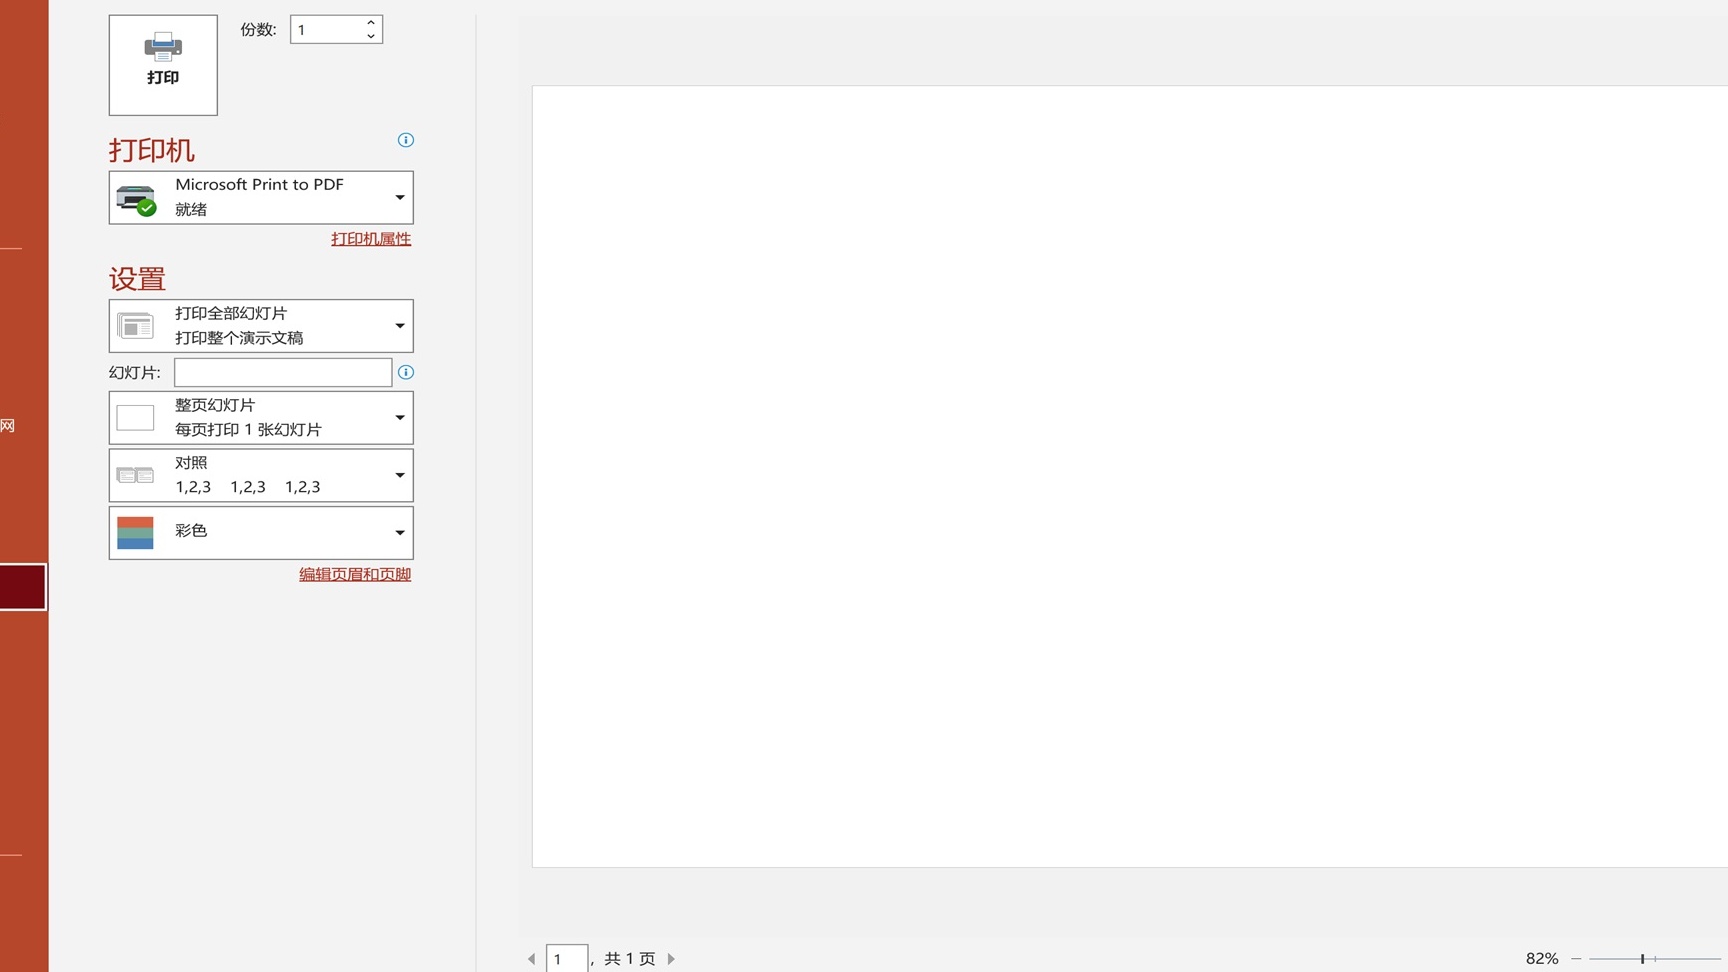 份数: 1
打印
打印机
Microsoft Print to PDF
就绪
打印机属性
设置
打印全部幻灯片
打印整个演示文稿
幻灯片:
网
整页幻灯片
每页打印 1 张幻灯片
对照
1,2,3 1,2,3 1,2,3
彩色
编辑页眉和页脚
1 , 共 1 页
82%